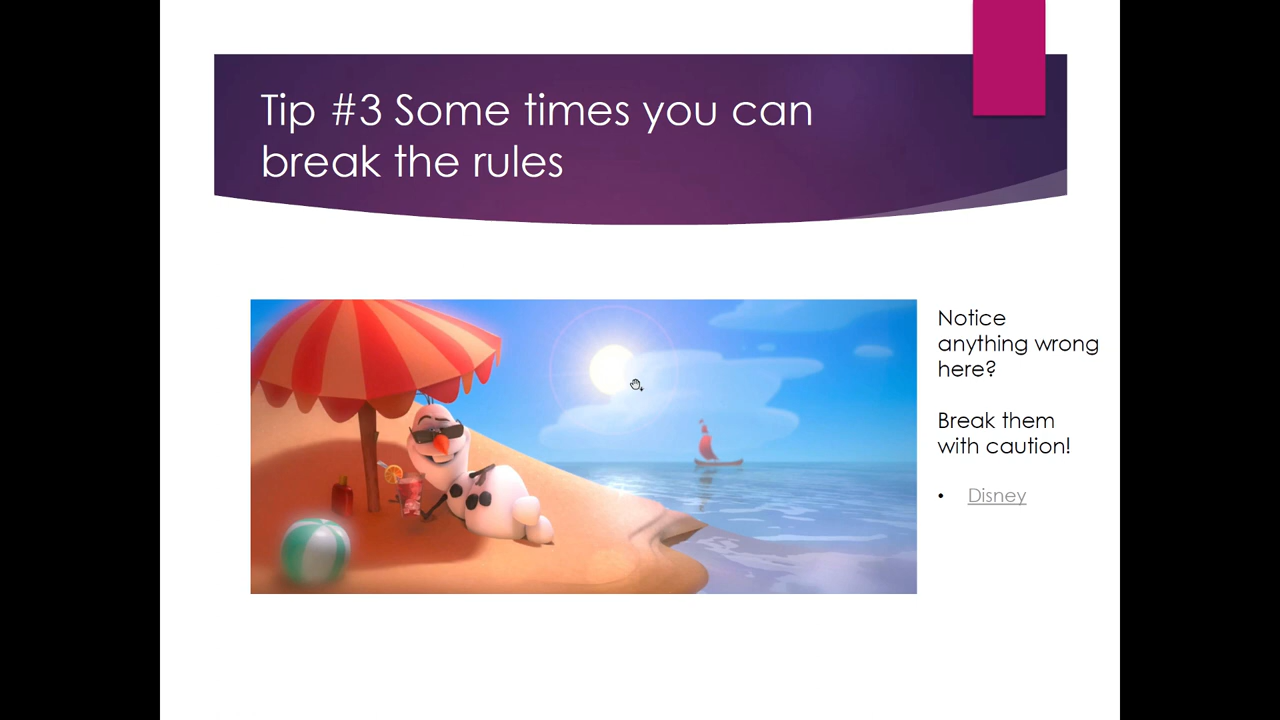 Tip #3 Some times you can
break the rules
Notice
anything wrong
here?
Break them
with caution!
• Disney